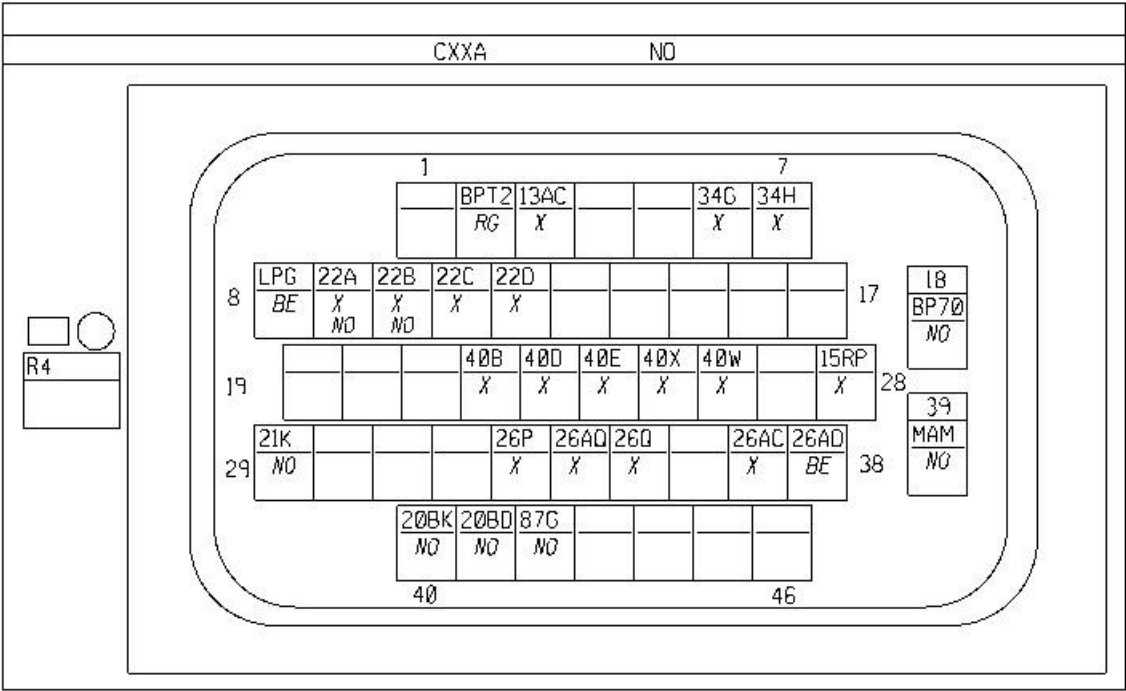 CXXA NO
1 7
BPT2 13AC 34G 34H
RG X X X
8 LPG 22A 22B 22C 22D 17
BE X X X X
NO NO
18
BP70
NO
R4
19 40B 40D 40E 40X 40W 15RP 28
X X X X X X
39
MAM
NO
29 21K 26P 26AQ 26Q 26AC 26AD 38
NO X X X X BE
20BK 20BD 87G
NO NO NO
40 46